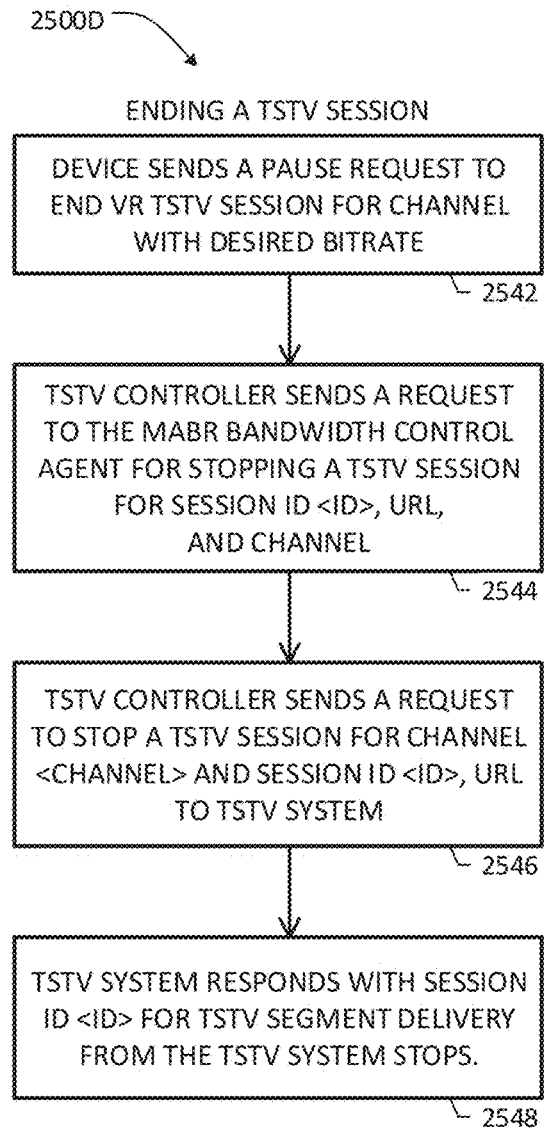 2500D
ENDING A TSTV SESSION
DEVICE SENDS A PAUSE REQUEST TO
END VR TSTV SESSION FOR CHANNEL
WITH DESIRED BITRATE
2542
TSTV CONTROLLER SENDS A REQUEST
TO THE MABR BANDWIDTH CONTROL
AGENT FOR STOPPING A TSTV SESSION
FOR SESSION ID <ID>, URL,
AND CHANNEL
2544
TSTV CONTROLLER SENDS A REQUEST
TO STOP A TSTV SESSION FOR CHANNEL
<CHANNEL> AND SESSION ID <ID>, URL
TO TSTV SYSTEM
2546
TSTV SYSTEM RESPONDS WITH SESSION
ID <ID> FOR TSTV SEGMENT DELIVERY
FROM THE TSTV SYSTEM STOPS.
2548